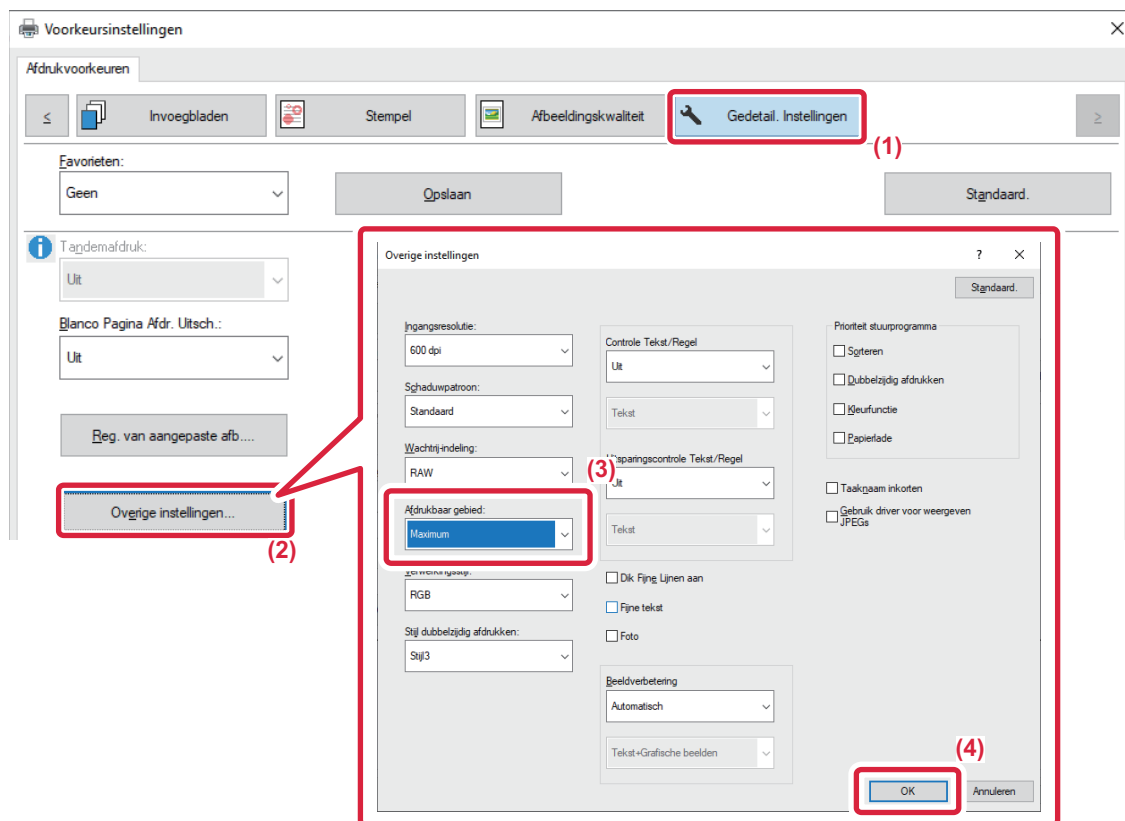 Voorkeursinstellingen
Afdrukvoorkeuren
<
Invoegbladen
Stempel
Afbeeldingskwaliteit
Gedetail. Instellingen
>
(1)
Favorieten:
Geen
Opslaan
Standaard.
Tandemafdruk:
Uit
Blanco Pagina Afdr. Uitsch.:
Uit
Reg. van aangepaste afb....
Overige instellingen...
(2)
Overige instellingen
?
Standaard.
Ingangsresolutie:
600 dpi
Schaduwpatroon:
Standaard
Wachtrij-indeling:
RAW
(3)
Afdrukbaar gebied:
Maximum
Verwerkingsstijl:
RGB
Stijl dubbelzijdig afdrukken:
Stijl3
Controle Tekst/Regel
Uit
Tekst
Uitsparingscontrole Tekst/Regel
Uit
Tekst
Dik Fijne Lijnen aan
Fijne tekst
Foto
Beeldverbetering
Automatisch
Tekst+Grafische beelden
Prioriteit stuurprogramma
Sorteren
Dubbelzijdig afdrukken
Kleurfunctie
Papierlade
Taaknaam inkorten
Gebruik driver voor weergeven
JPEGs
(4)
OK
Annuleren